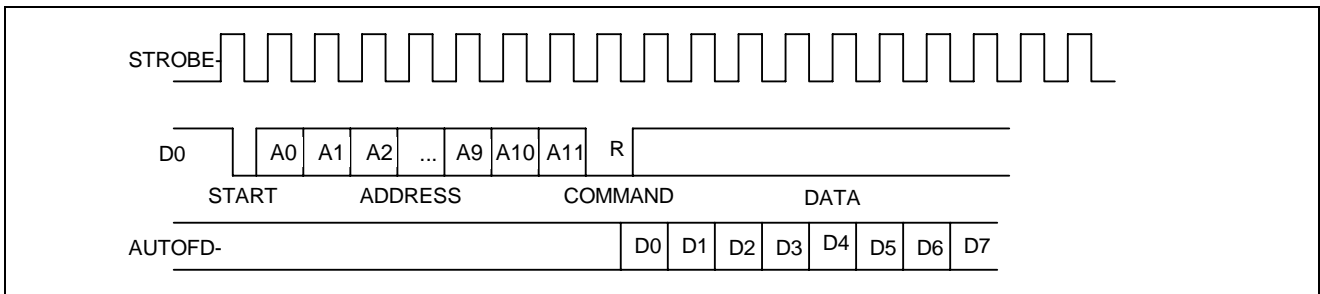 STROBE-
D0 A0 A1 A2 ... A9 A10 A11 R
START ADDRESS COMMAND DATA
AUTOFD- D0 D1 D2 D3 D4 D5 D6 D7